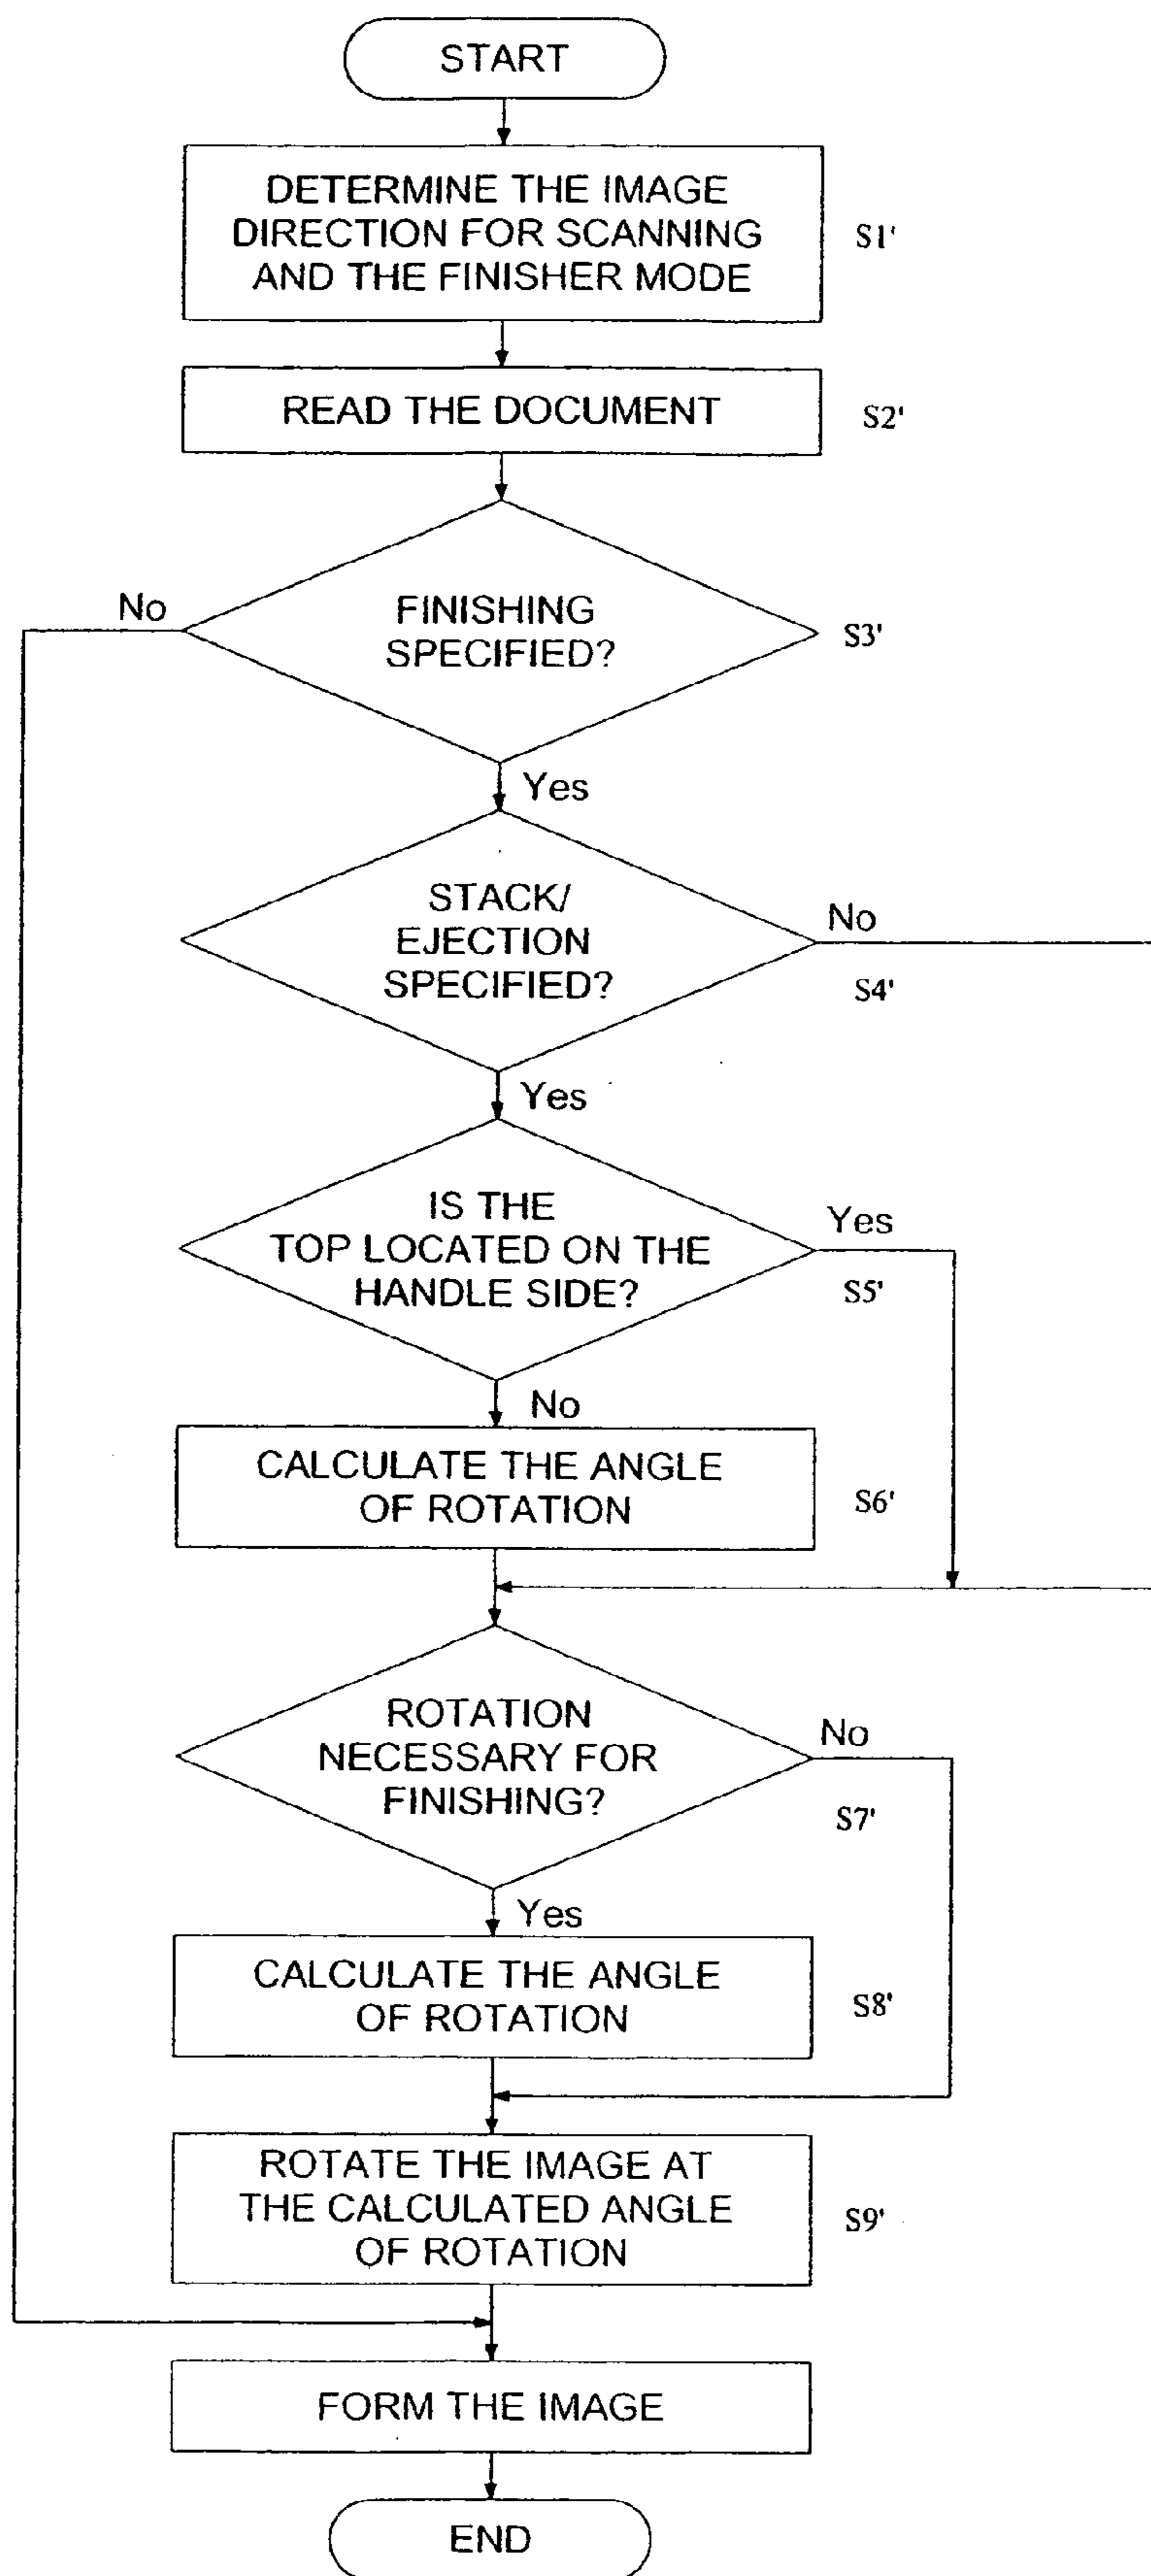 START
DETERMINE THE IMAGE
DIRECTION FOR SCANNING
AND THE FINISHER MODE
S1'
READ THE DOCUMENT
S2'
No
FINISHING
SPECIFIED?
S3'
Yes
STACK/
EJECTION
SPECIFIED?
No
S4'
Yes
IS THE
TOP LOCATED ON THE
HANDLE SIDE?
Yes
S5'
No
CALCULATE THE ANGLE
OF ROTATION
S6'
ROTATION
NECESSARY FOR
FINISHING?
No
S7'
Yes
CALCULATE THE ANGLE
OF ROTATION
S8'
ROTATE THE IMAGE AT
THE CALCULATED ANGLE
OF ROTATION
S9'
FORM THE IMAGE
END